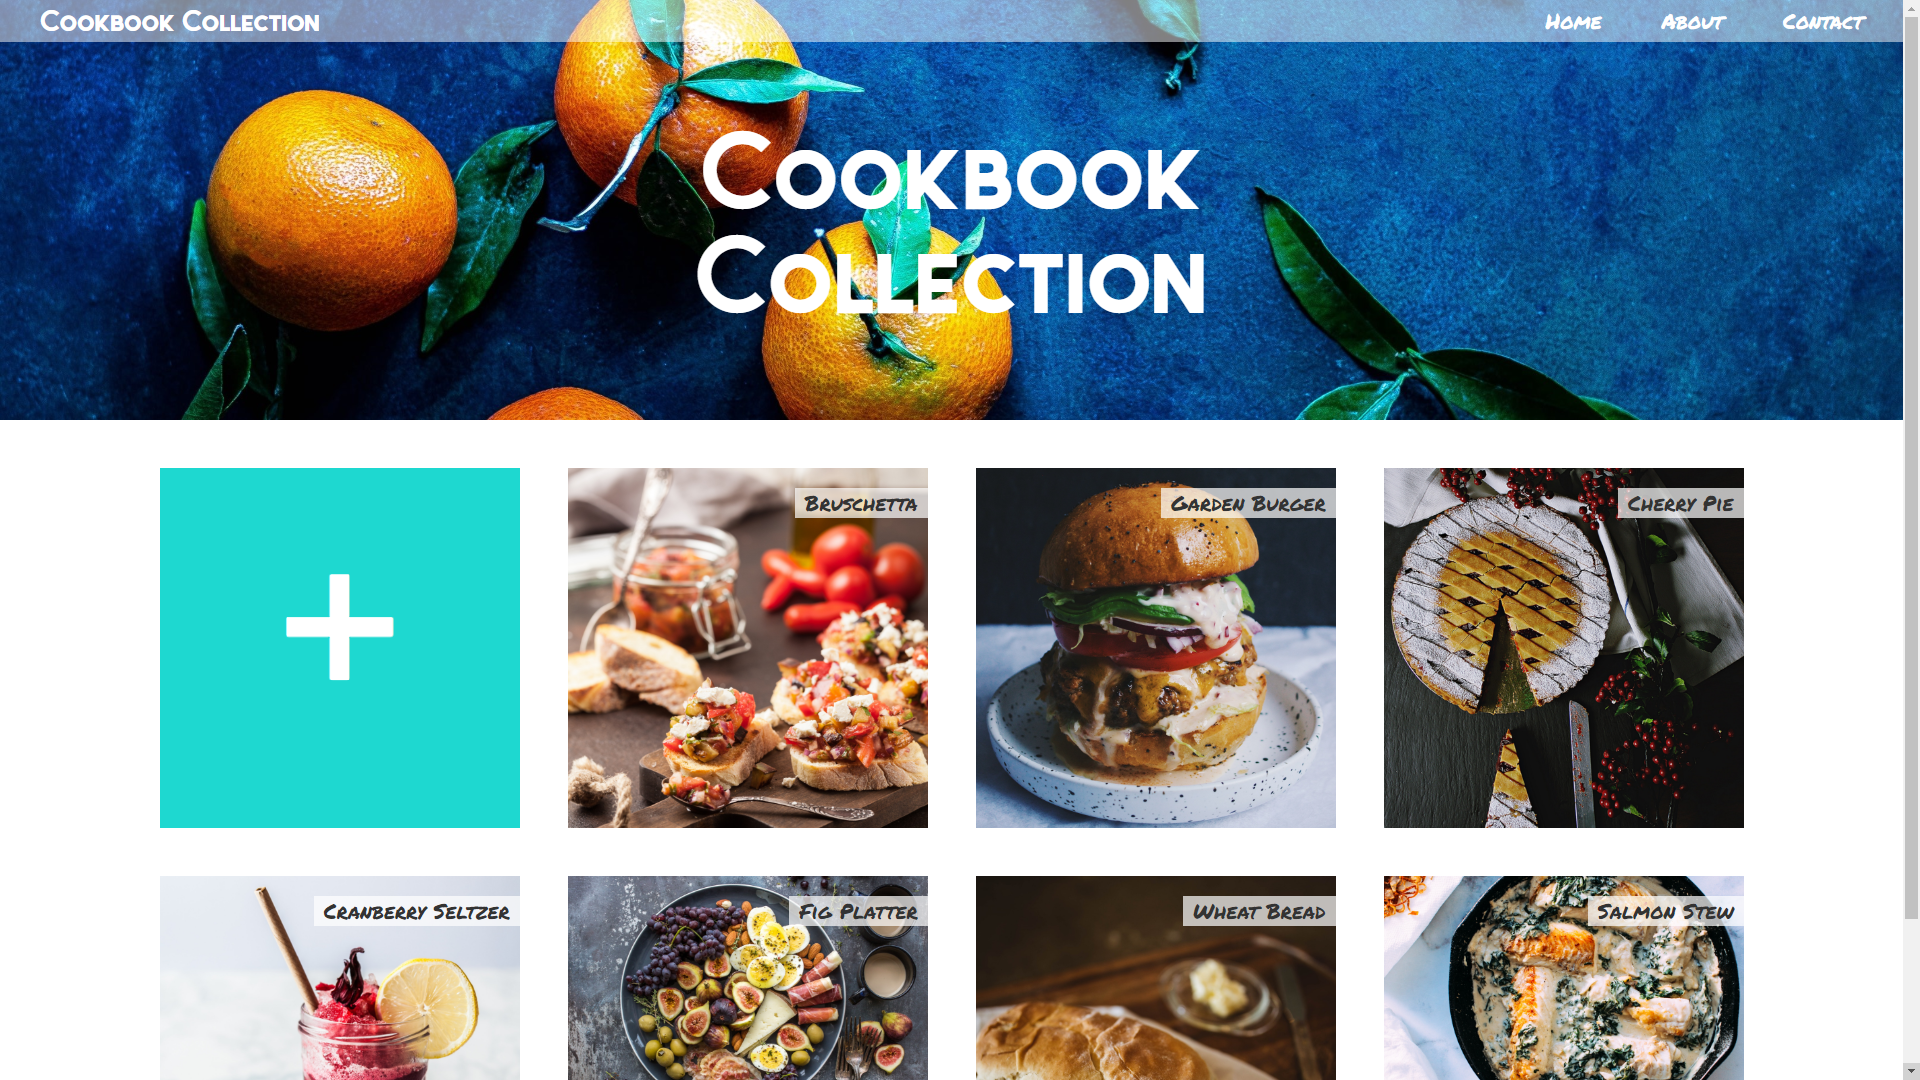 Cookbook Collection
Home
About
Contact
Cookbook
Collection
Bruschetta
Garden Burger
Cherry Pie
Cranberry Seltzer
Fig Platter
Wheat Bread
Salmon Stew